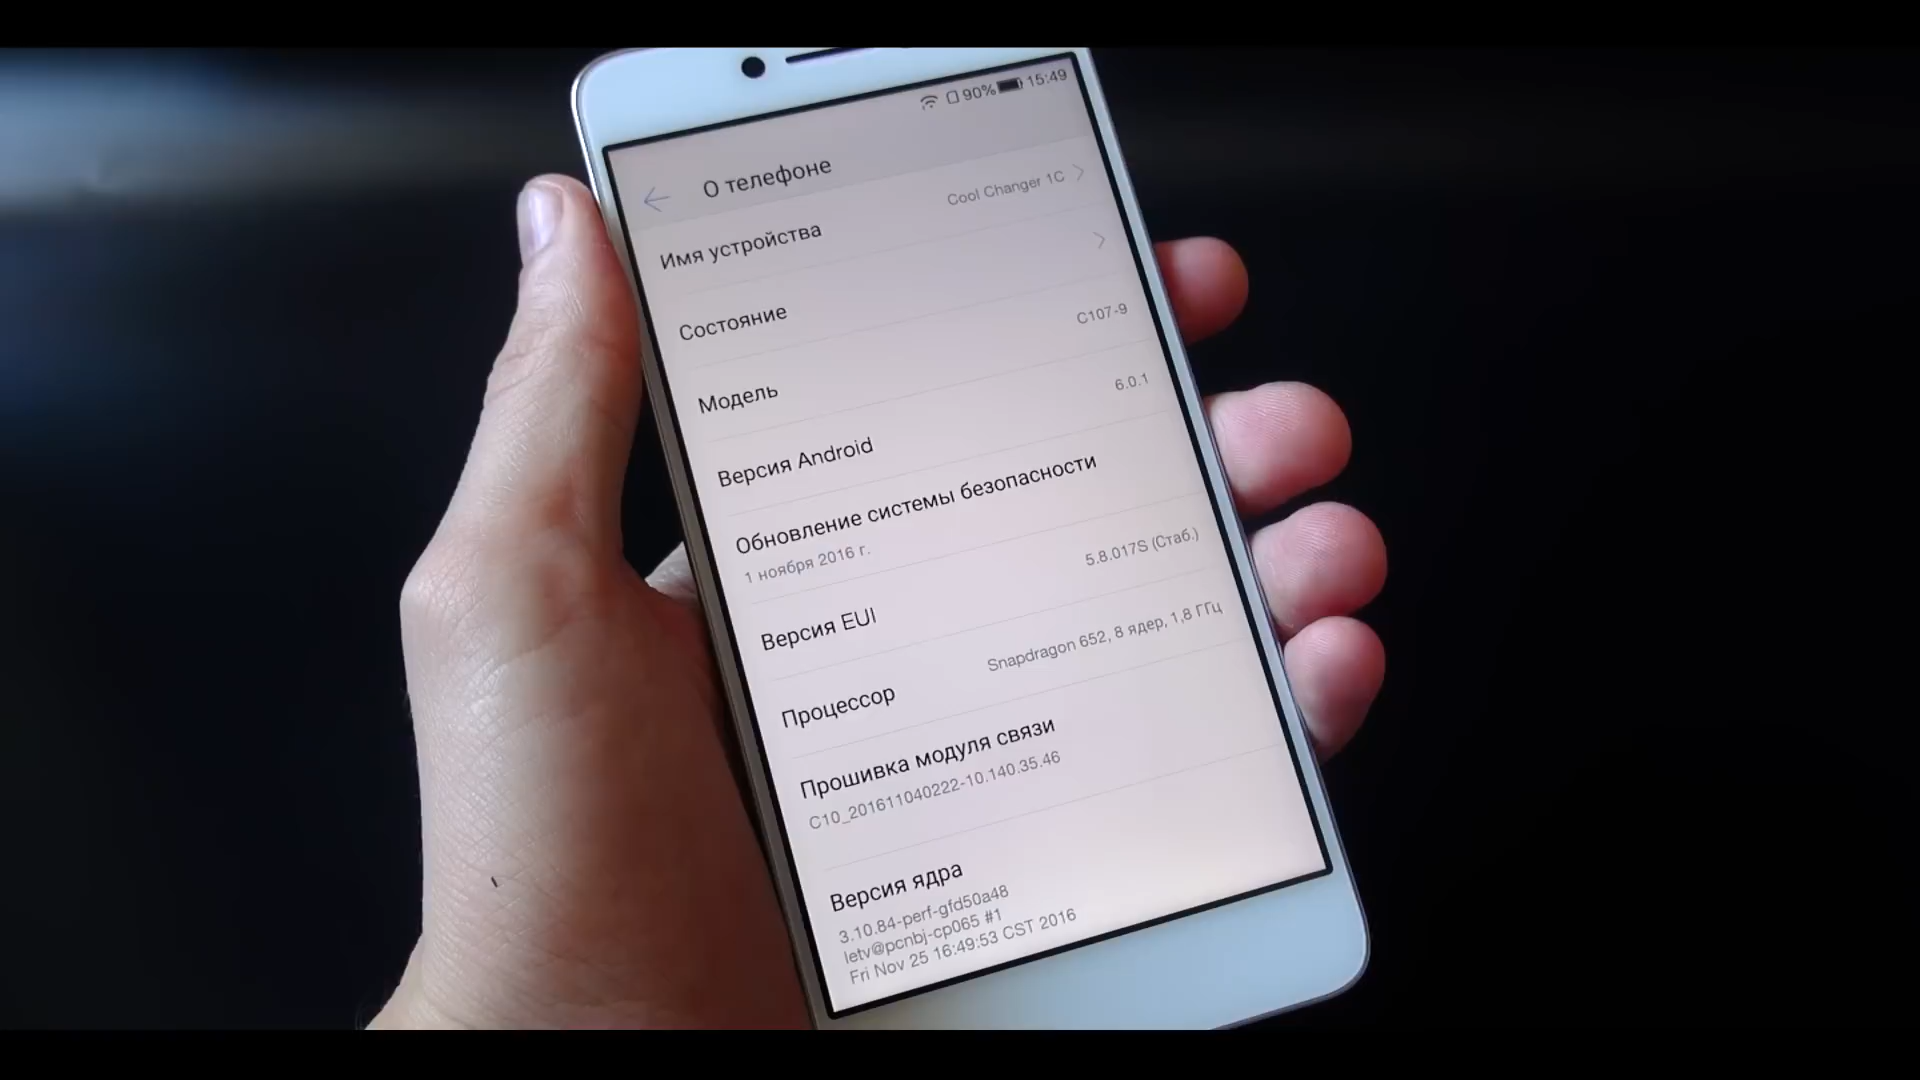 90% 15:49
О телефоне
Имя устройства Cool Changer 1C
Состояние
Модель C107-9
Версия Android 6.0.1
Обновление системы безопасности
1 ноября 2016 г.
Версия EUI 5.8.017S (Стаб.)
Процессор Snapdragon 652, 8 ядер, 1,8 ГГц
Прошивка модуля связи
C10_201611040222-10.140.35.46
Версия ядра
3.10.84-perf-gfd50a48
letv@pcnbj-cp065 #1
Fri Nov 25 16:49:53 CST 2016